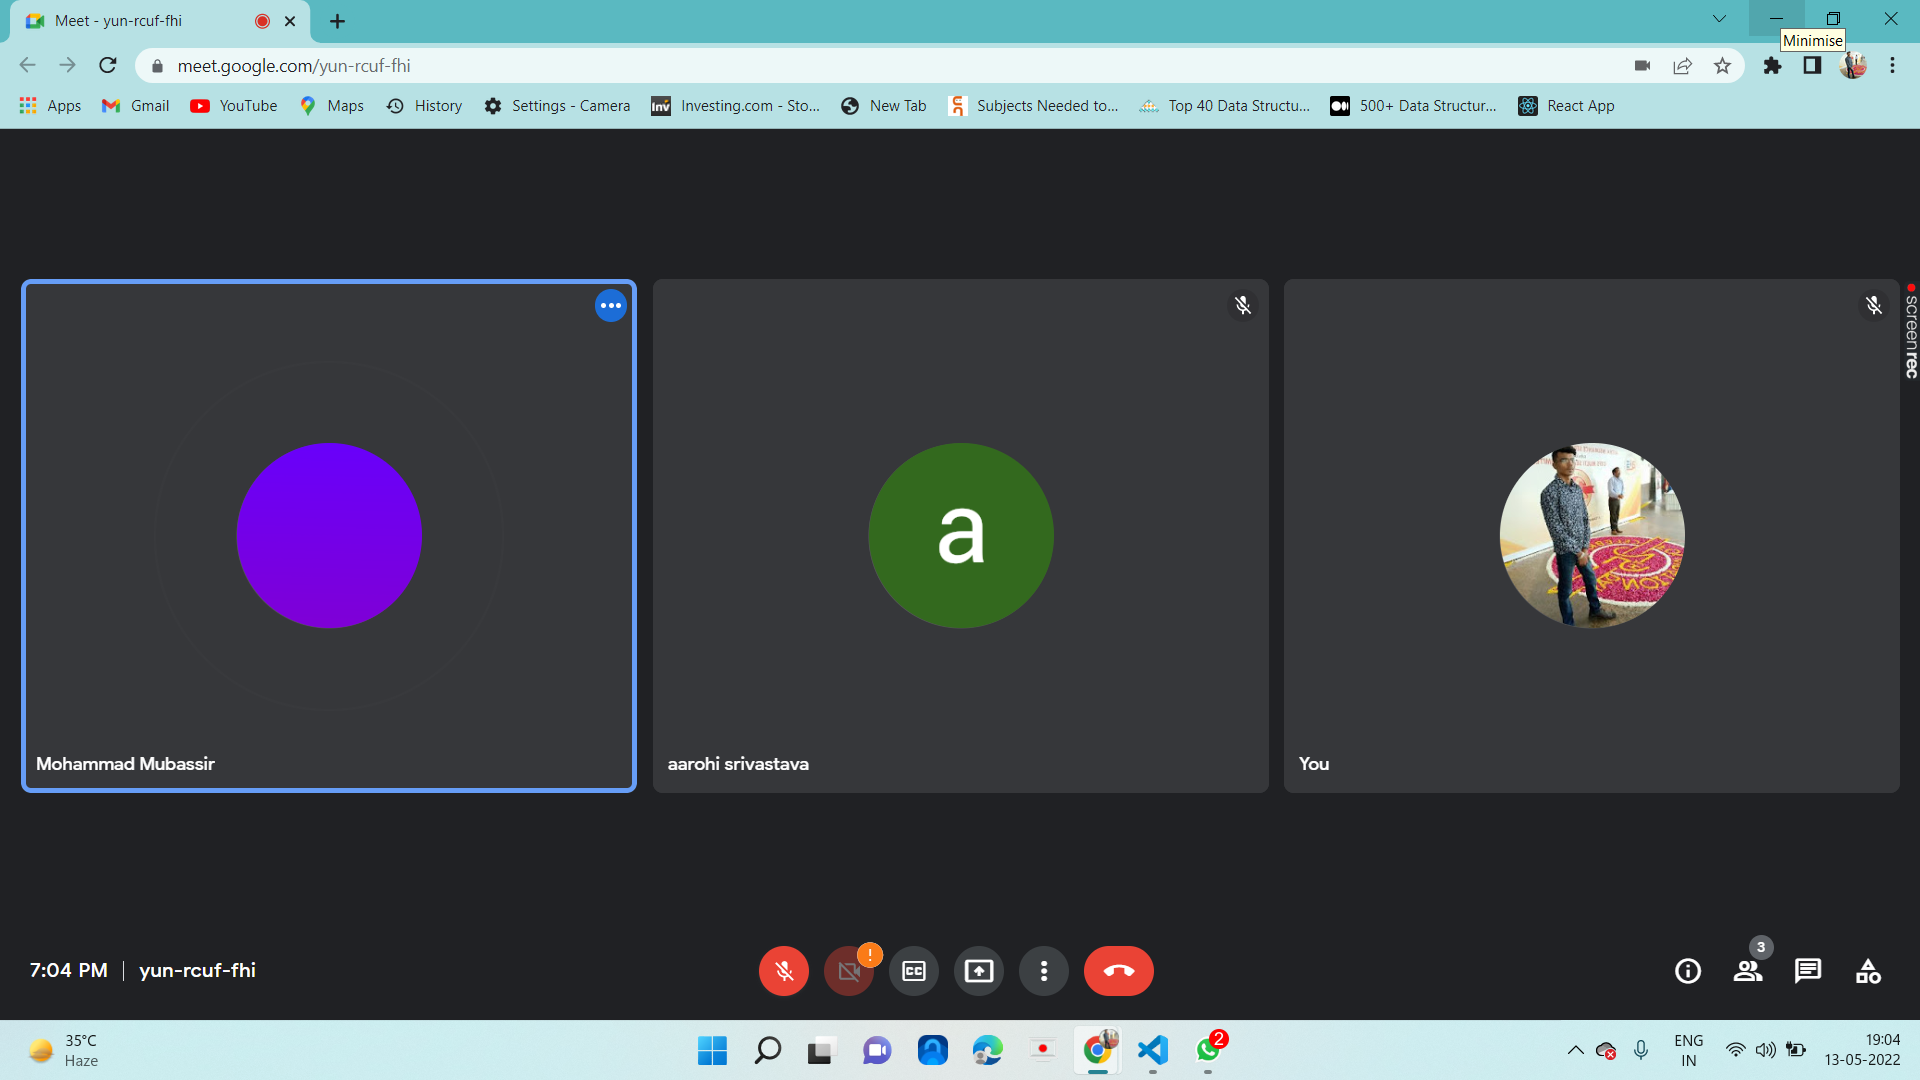 Meet - yun-rcuf-fhi
Minimise
meet.google.com/yun-rcuf-fhi
Apps Gmail YouTube Maps History Settings - Camera Inv Investing.com - Sto... New Tab Subjects Needed to... Top 40 Data Structu... 500+ Data Structur... React App
screenrec
a
Mohammad Mubassir
aarohi srivastava
You
7:04 PM | yun-rcuf-fhi
!
CC
3
35°C
Haze
2
ENG
IN
19:04
13-05-2022